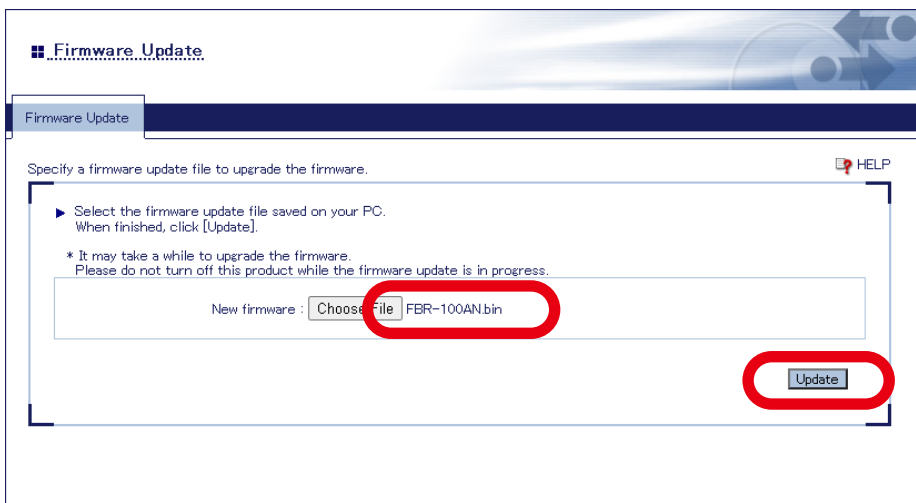 Firmware Update
Firmware Update
Specify a firmware update file to upgrade the firmware.
HELP
Select the firmware update file saved on your PC.
When finished, click [Update].
* It may take a while to upgrade the firmware.
Please do not turn off this product while the firmware update is in progress.
New firmware : Choose File FBR-100AN.bin
Update